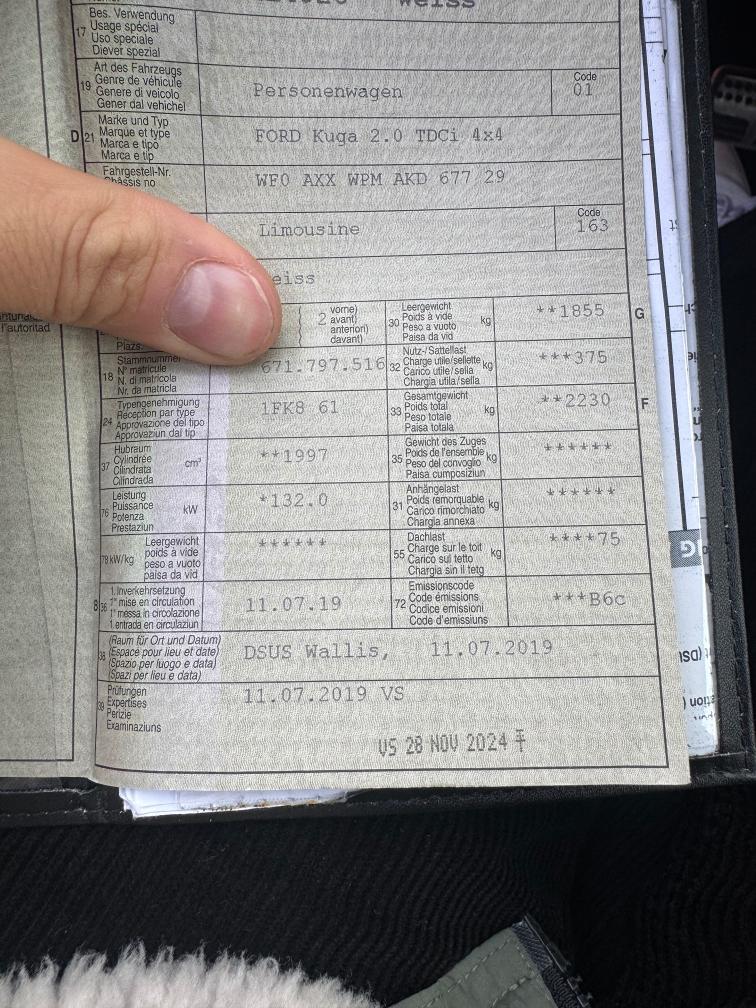 weiss
17
Bes. Verwendung
Usage spécial
Uso speciale
Diever spezial
19
Art des Fahrzeugs
Genre de véhicule
Genere di veicolo
Gener dal vehichel
Personenwagen
Code
01
D 21
Marke und Typ
Marque et type
Marca e tipo
Marca e tip
FORD Kuga 2.0 TDCi 4x4
Fahrgestell-Nr.
Châssis no
WF0 AXX WPM AKD 677 29
Limousine
Code
163
eiss
l'autoritad
Plazs
2
vorne)
avant)
anteriori)
davant)
30
Leergewicht
Poids à vide
Peso a vuoto
Paisa da vid
kg
**1855
G
18
Stammnummer
N° matricule
N. di matricola
Nr. da matricla
671.797.516
32
Nutz-/Sattellast
Charge utile/sellette
Carico utile/sella
Chargia utila/sella
kg
***375
24
Typengenehmigung
Réception par type
Approvazione del tipo
Approvaziun dal tip
1FK8 61
33
Gesamtgewicht
Poids total
Peso totale
Paisa totala
kg
**2230
F
37
Hubraum
Cylindrée
Cilindrata
Cilindrada
cm³
**1997
35
Gewicht des Zuges
Poids de l'ensemble
Peso del convoglio
Paisa cumposiziun
kg
******
76
Leistung
Puissance
Potenza
Prestaziun
kW
*132.0
31
Anhängelast
Poids remorquable
Carico rimorchiato
Chargia annexa
kg
******
78 kW/kg
Leergewicht
poids à vide
peso a vuoto
paisa da vid
******
55
Dachlast
Charge sur le toit
Carico sul tetto
Chargia sin il tetg
kg
****75
B 36
1.Inverkehrsetzung
1re mise en circulation
1a messa in circolazione
1.entrada en circulaziun
11.07.19
72
Emissionscode
Code émissions
Codice emissioni
Code d'emissiuns
***B6c
38
(Raum für Ort und Datum)
(Espace pour lieu et date)
(Spazio per luogo e data)
(Spazi per lieu e data)
DSUS Wallis, 11.07.2019
39
Prüfungen
Expertises
Perizie
Examinaziuns
11.07.2019 VS
VS 28 NOV 2024